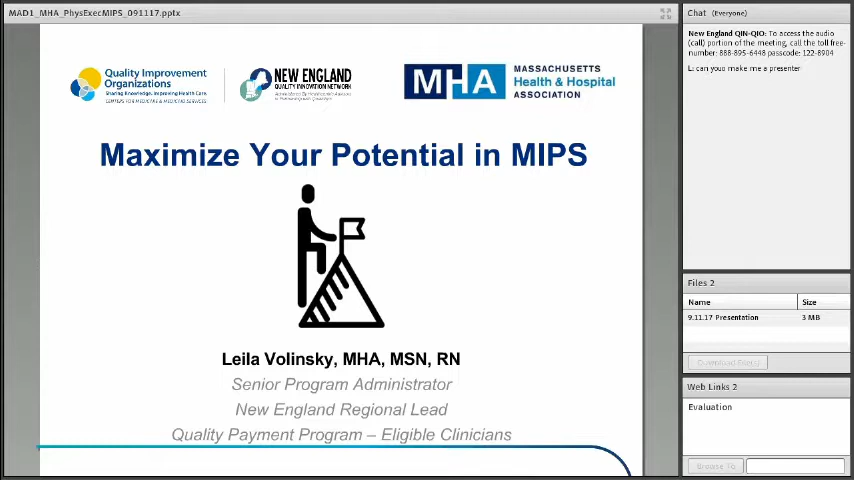 MAD1_MHA_PhysExecMIPS_091117.pptx
Quality Improvement
Organizations
Sharing Knowledge. Improving Health Care.
CENTERS FOR MEDICARE & MEDICAID SERVICES
NEW ENGLAND
QUALITY INNOVATION NETWORK
MHA
MASSACHUSETTS
Health & Hospital
ASSOCIATION
Maximize Your Potential in MIPS
Leila Volinsky, MHA, MSN, RN
Senior Program Administrator
New England Regional Lead
Quality Payment Program – Eligible Clinicians
Chat (Everyone)
New England QIN-QIO: To access the audio
(call) portion of the meeting, call the toll free-
number: 888-895-6448 passcode: 122-8904
L: can yoou make me a presenter
Files 2
Name Size
9.11.17 Presentation 3 MB
Download File(s)
Web Links 2
Evaluation
Browse To